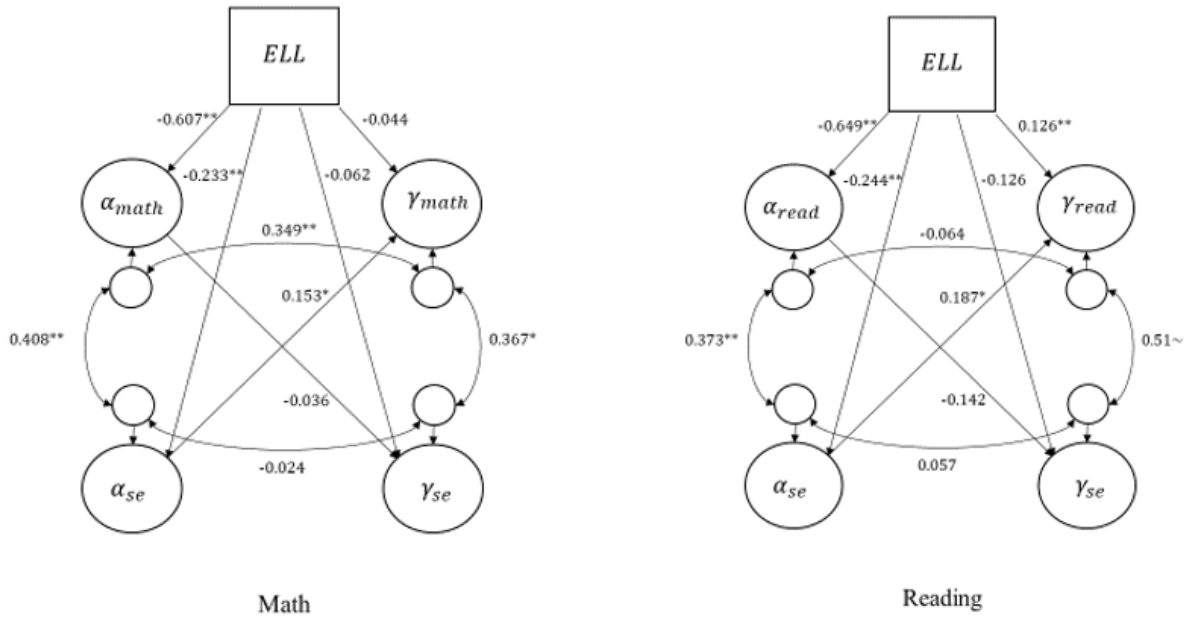 ELL
-0.607**
-0.044
-0.233**
-0.062
α_math
γ_math
0.349**
0.153*
0.408**
0.367*
-0.036
-0.024
α_se
γ_se
Math
ELL
-0.649**
0.126**
-0.244**
-0.126
α_read
γ_read
-0.064
0.187*
0.373**
0.51~
-0.142
0.057
α_se
γ_se
Reading